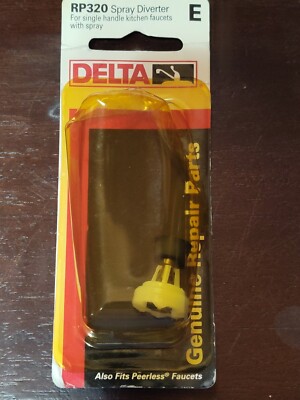 RP320 Spray Diverter
For single handle kitchen faucets
with spray
E
DELTA
Genuine Repair Parts
Also Fits Peerless® Faucets